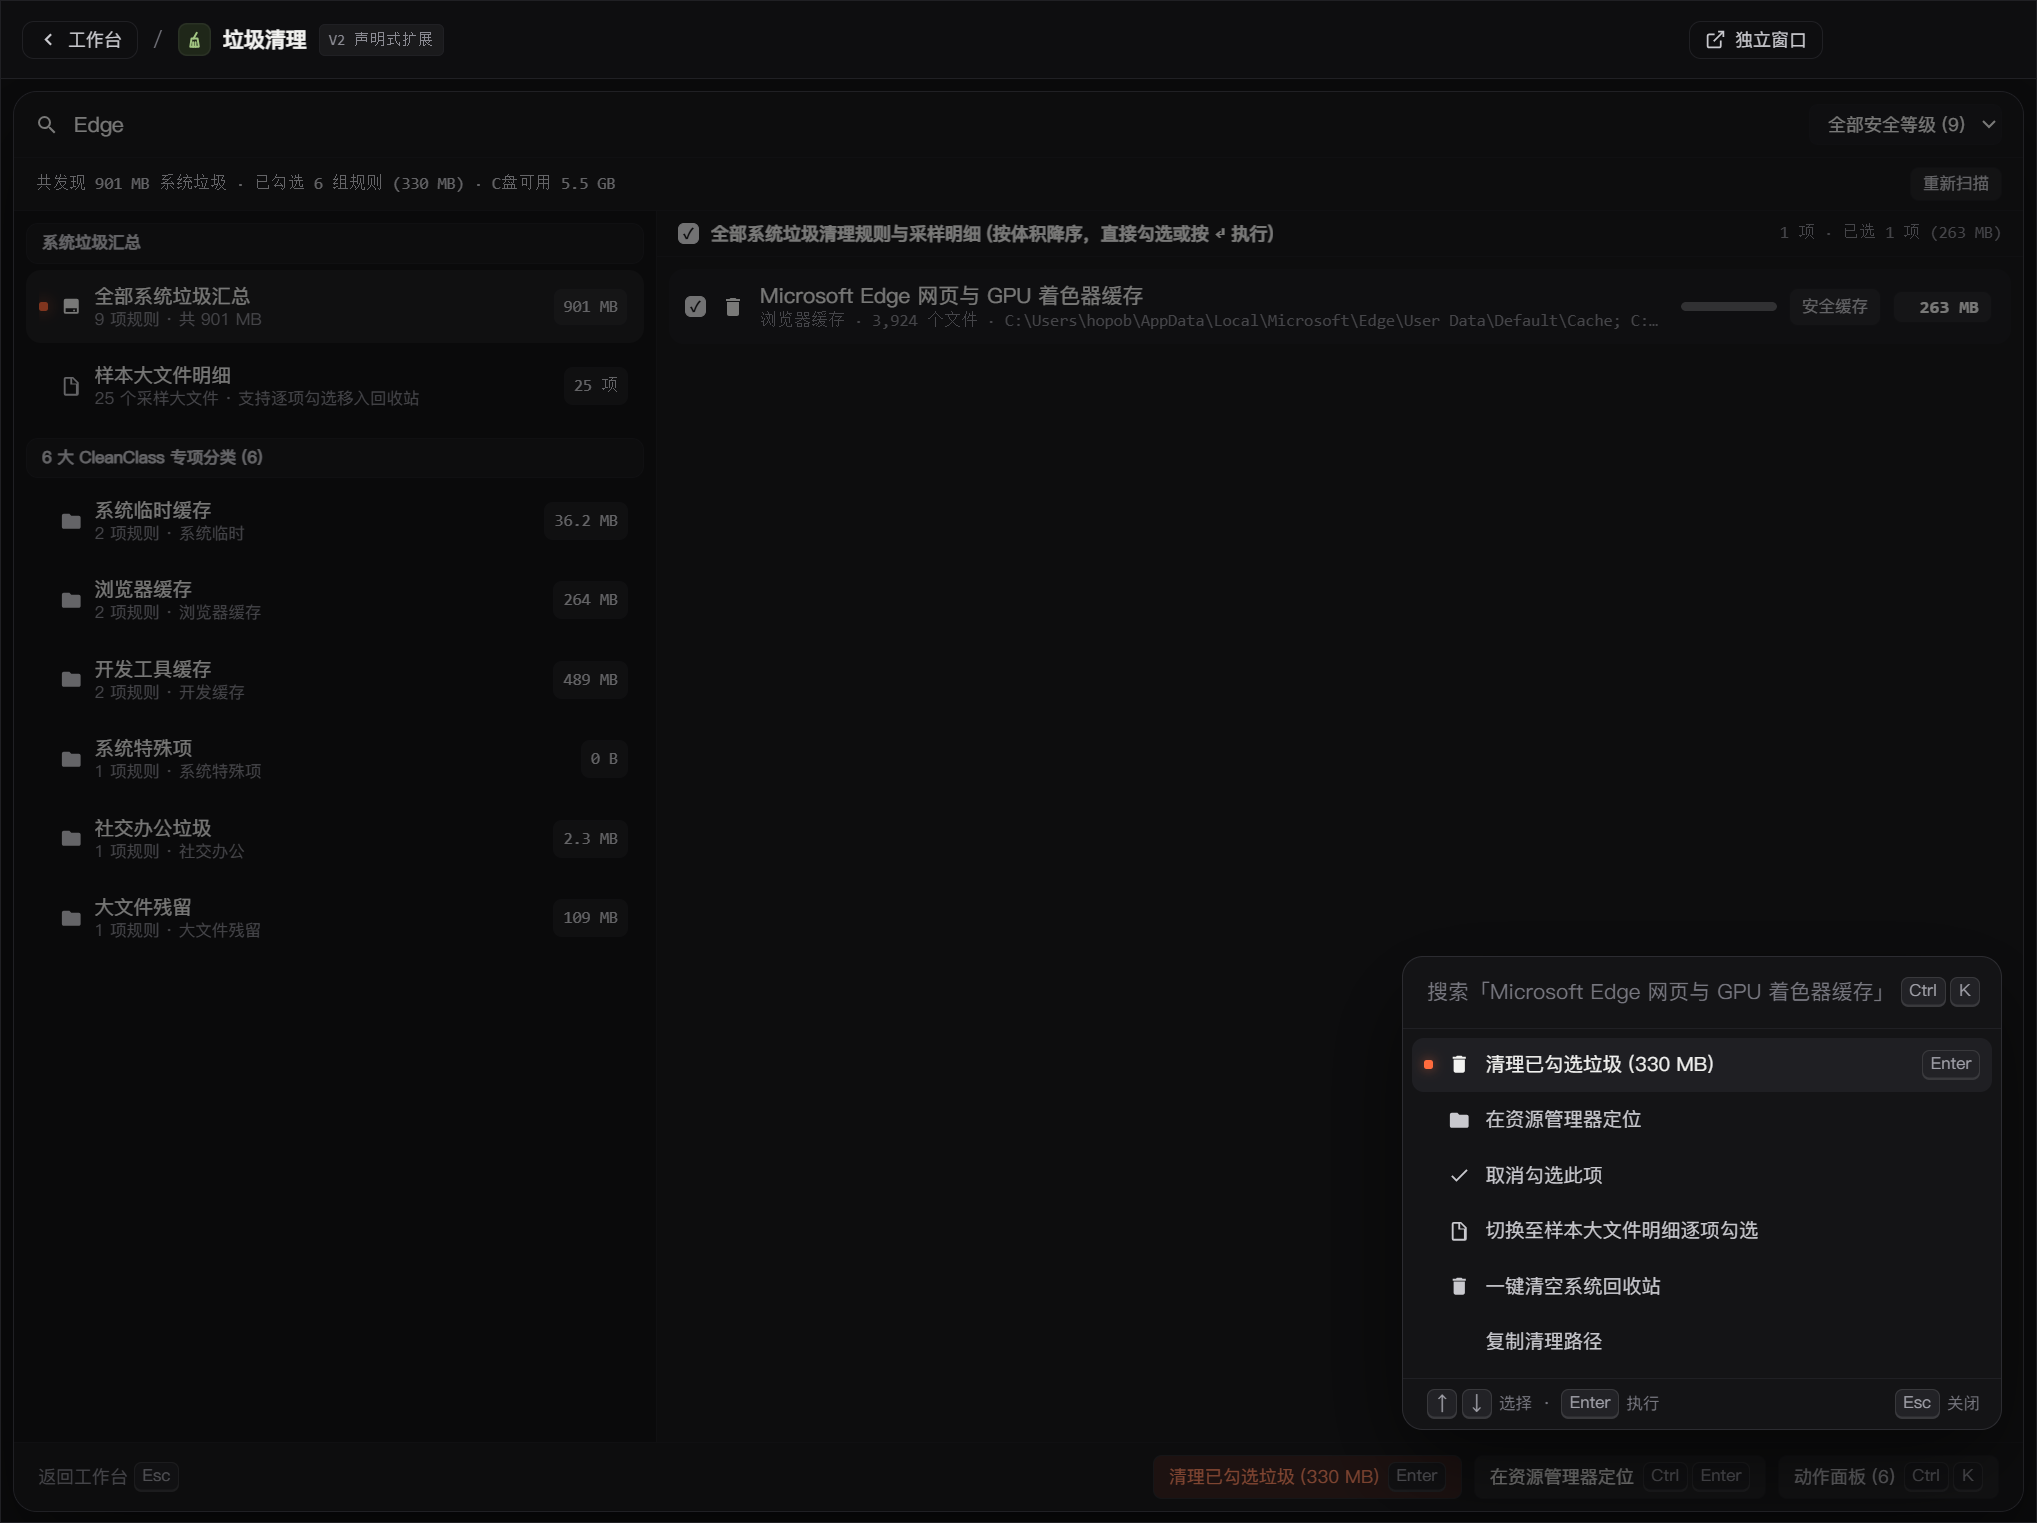 工作台 / 垃圾清理 V2 声明式扩展
独立窗口
Edge
全部安全等级 (9)
共发现 901 MB 系统垃圾 · 已勾选 6 组规则 (330 MB) · C盘可用 5.5 GB
重新扫描
系统垃圾汇总
全部系统垃圾汇总
9 项规则 · 共 901 MB
901 MB
样本大文件明细
25 个采样大文件 · 支持逐项勾选移入回收站
25 项
6 大 CleanClass 专项分类 (6)
系统临时缓存
2 项规则 · 系统临时
36.2 MB
浏览器缓存
2 项规则 · 浏览器缓存
264 MB
开发工具缓存
2 项规则 · 开发缓存
489 MB
系统特殊项
1 项规则 · 系统特殊项
0 B
社交办公垃圾
1 项规则 · 社交办公
2.3 MB
大文件残留
1 项规则 · 大文件残留
109 MB
全部系统垃圾清理规则与采样明细 (按体积降序，直接勾选或按 ⏎ 执行)
1 项 · 已选 1 项 (263 MB)
Microsoft Edge 网页与 GPU 着色器缓存
浏览器缓存 · 3,924 个文件 · C:\Users\hopob\AppData\Local\Microsoft\Edge\User Data\Default\Cache; C:…
安全缓存
263 MB
搜索「Microsoft Edge 网页与 GPU 着色器缓存」 Ctrl K
清理已勾选垃圾 (330 MB) Enter
在资源管理器定位
取消勾选此项
切换至样本大文件明细逐项勾选
一键清空系统回收站
复制清理路径
↑ ↓ 选择 · Enter 执行
Esc 关闭
返回工作台 Esc
清理已勾选垃圾 (330 MB) Enter
在资源管理器定位 Ctrl Enter
动作面板 (6) Ctrl K